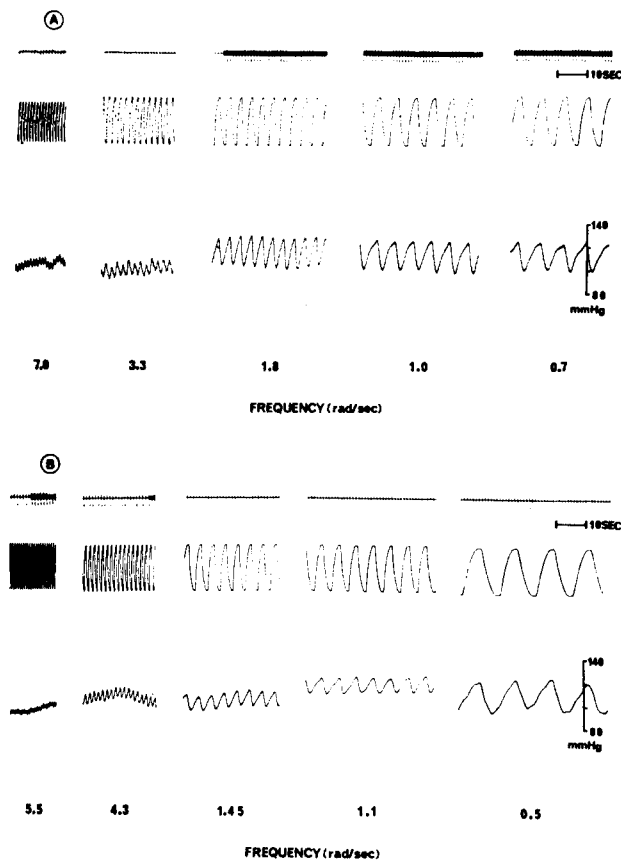 A
10SEC
140
80
mmHg
7.0 3.3 1.8 1.0 0.7
FREQUENCY (rad/sec)
B
10SEC
140
80
mmHg
5.5 4.3 1.45 1.1 0.5
FREQUENCY (rad/sec)